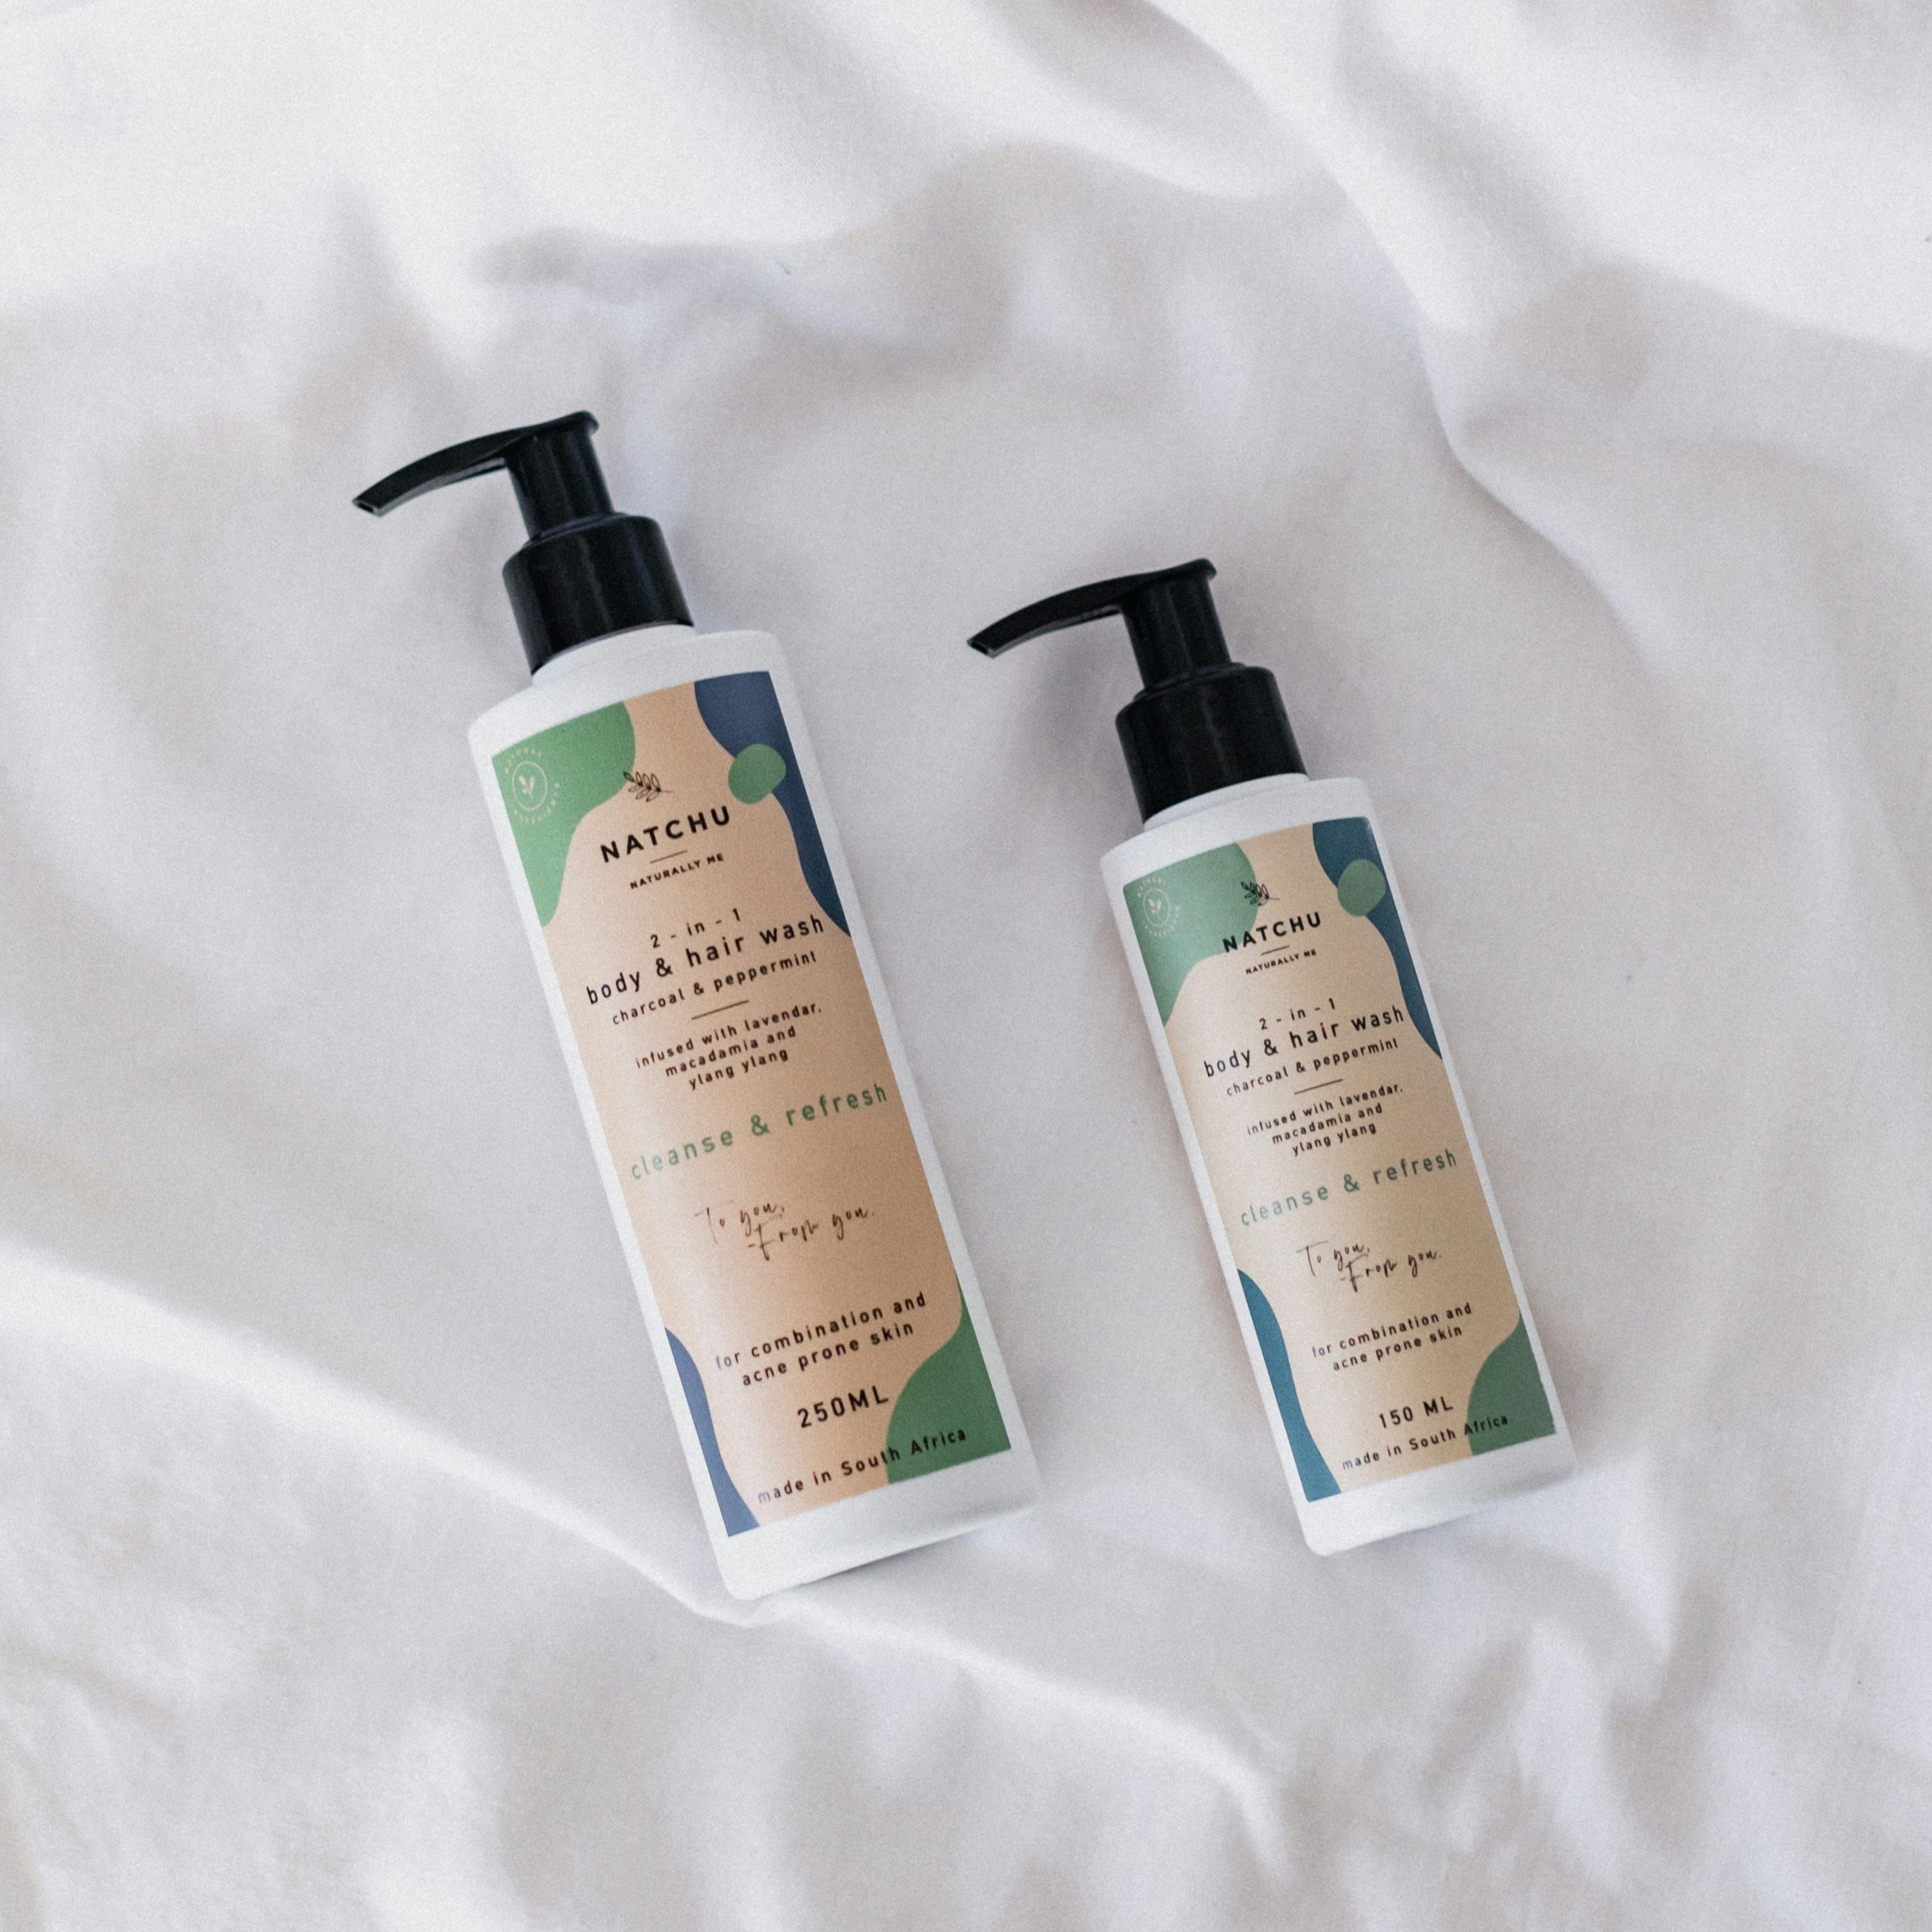 NATURAL
INGREDIENTS
NATCHU
NATURALLY ME
2 - in - 1
body & hair wash
charcoal & peppermint
infused with lavendar,
macadamia and
ylang ylang
cleanse & refresh
To you,
From you.
for combination and
acne prone skin
250ML
made in South Africa
NATCHU
NATURALLY ME
2 - in - 1
body & hair wash
charcoal & peppermint
infused with lavendar,
macadamia and
ylang ylang
cleanse & refresh
To you,
From you.
for combination and
acne prone skin
150 ML
made in South Africa